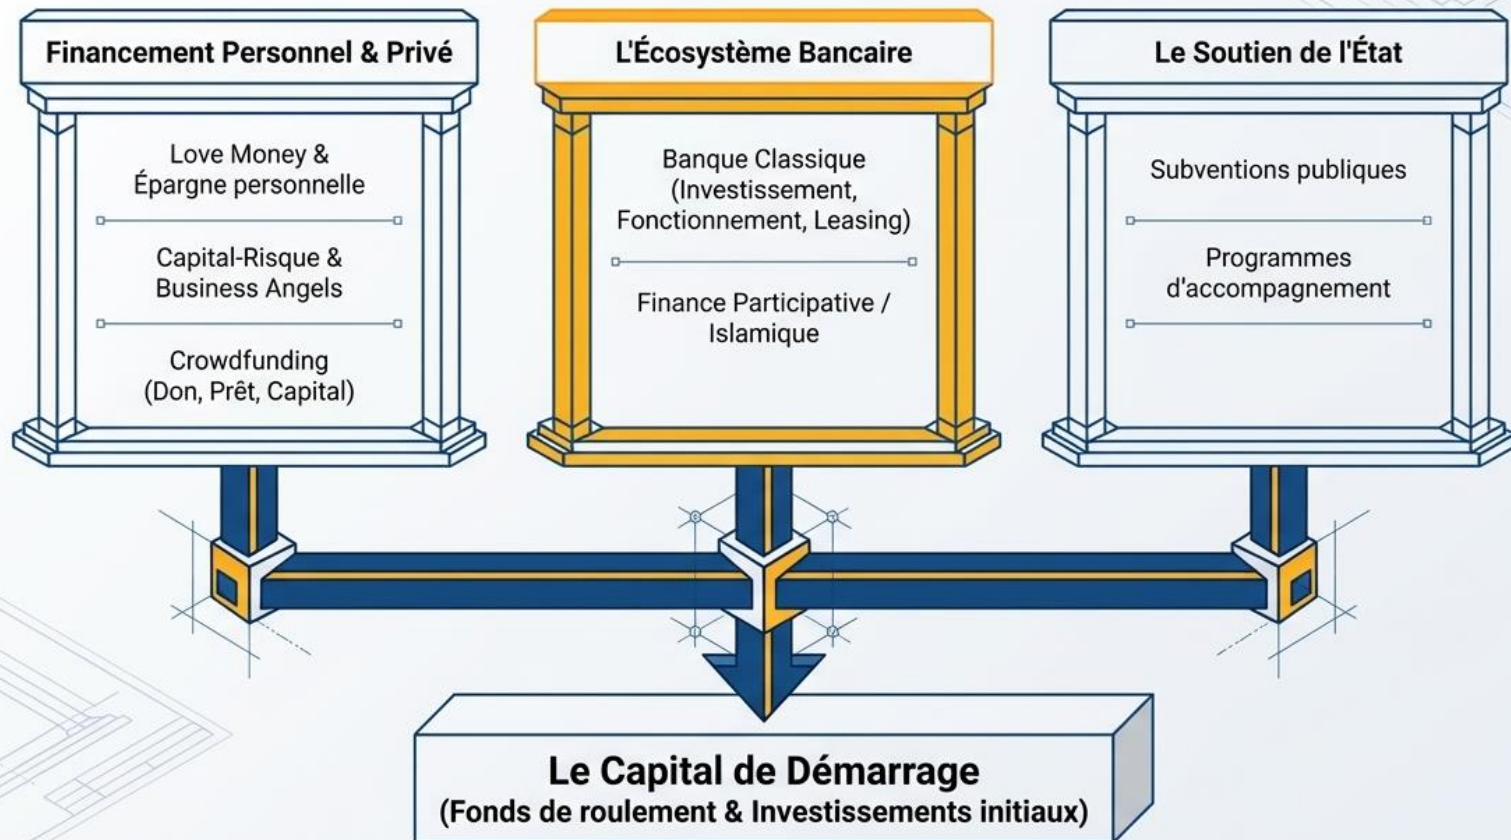 Financement Personnel & Privé
Love Money &
Épargne personnelle
Capital-Risque &
Business Angels
Crowdfunding
(Don, Prêt, Capital)
L'Écosystème Bancaire
Banque Classique
(Investissement,
Fonctionnement, Leasing)
Finance Participative /
Islamique
Le Soutien de l'État
Subventions publiques
Programmes
d'accompagnement
Le Capital de Démarrage
(Fonds de roulement & Investissements initiaux)